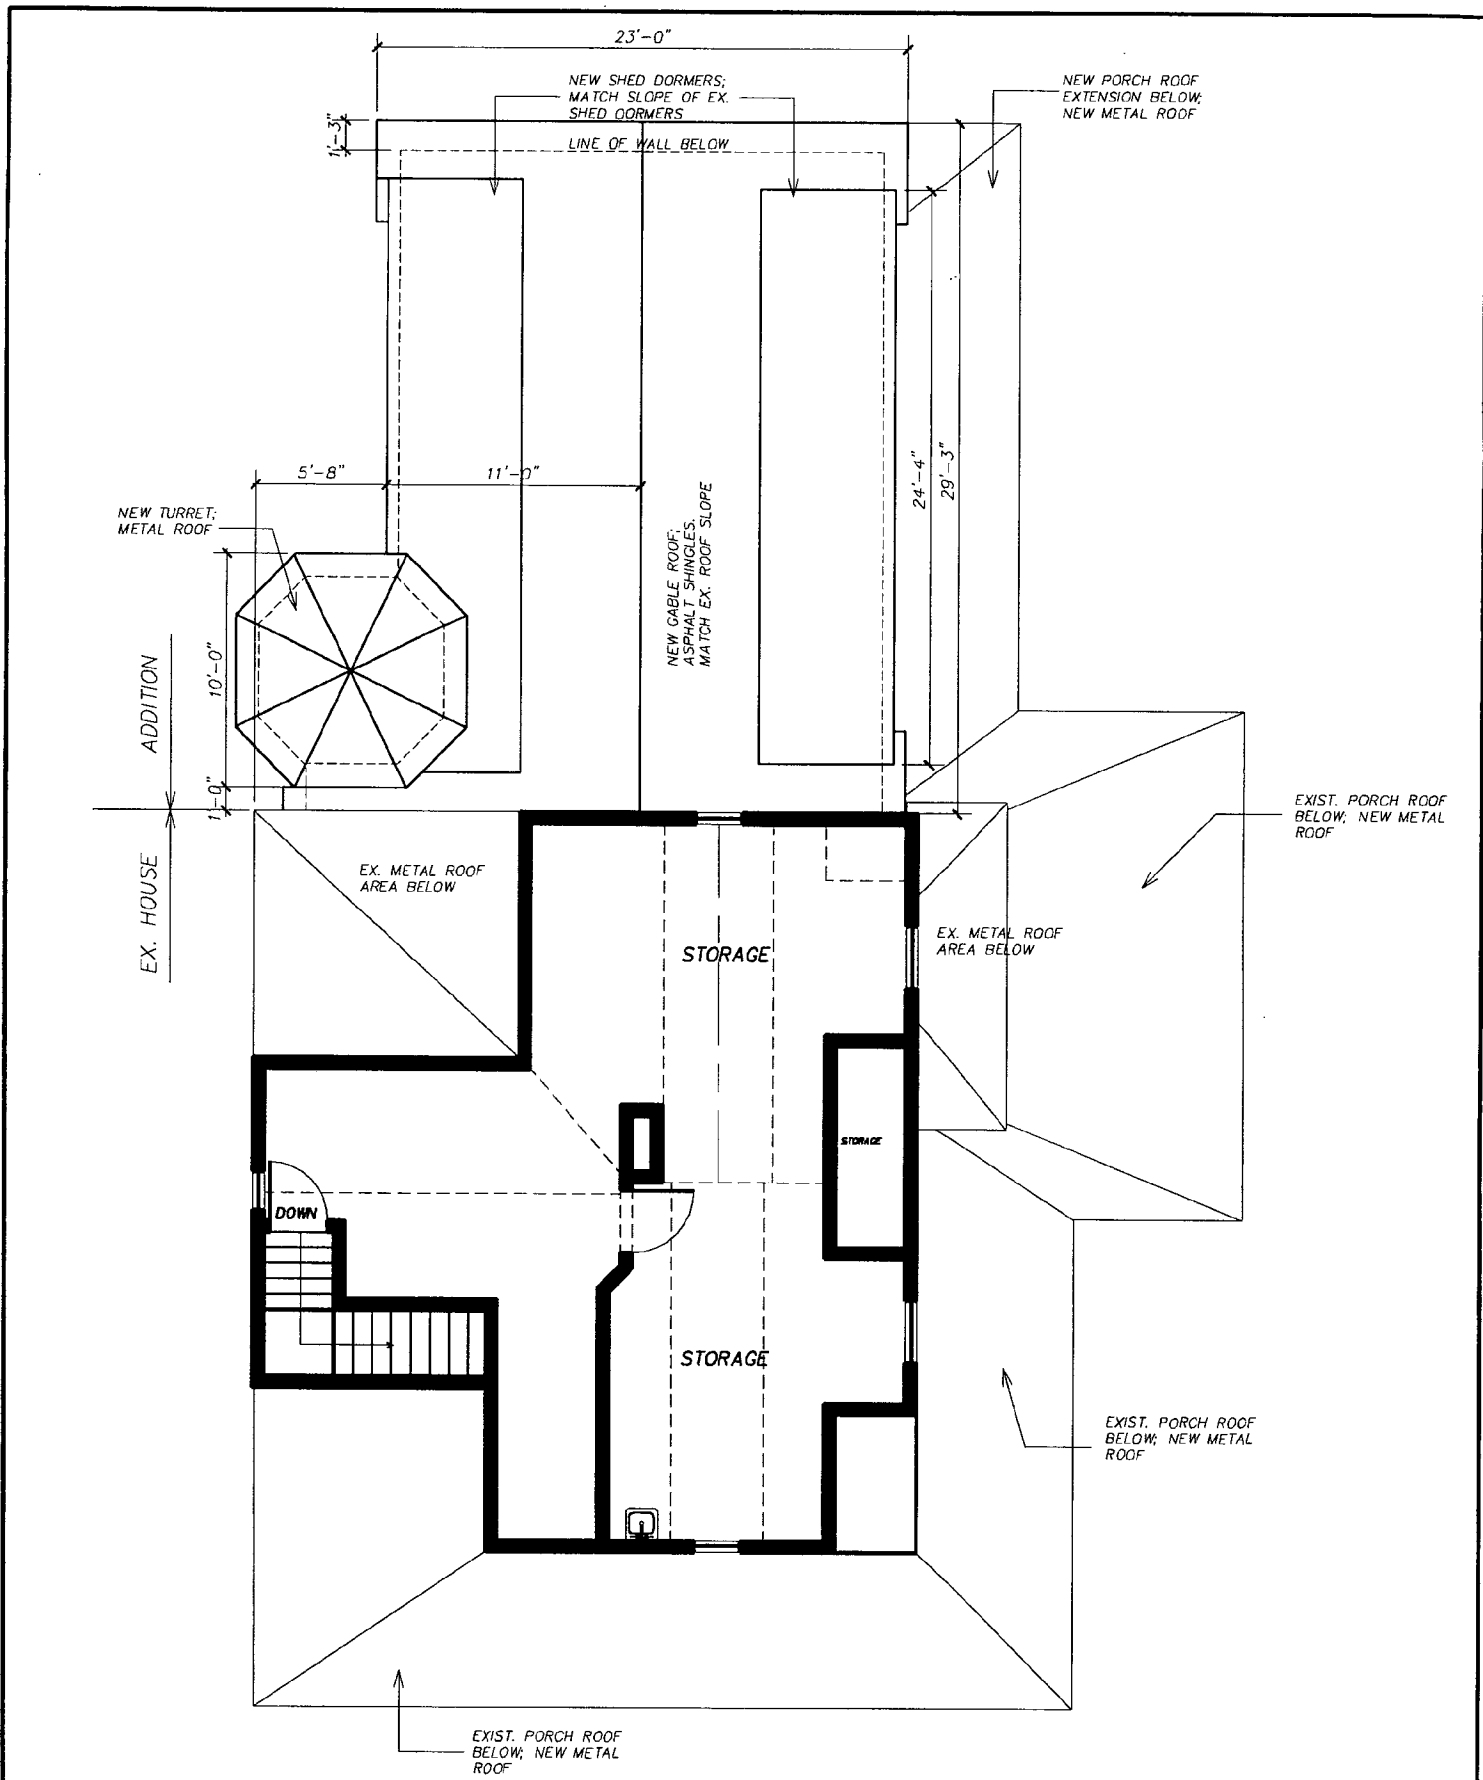 23'-0"
NEW SHED DORMERS;
MATCH SLOPE OF EX.
SHED DORMERS
NEW PORCH ROOF
EXTENSION BELOW;
NEW METAL ROOF
1'-3"
LINE OF WALL BELOW
5'-8"
11'-0"
24'-4"
29'-3"
NEW TURRET;
METAL ROOF
NEW GABLE ROOF;
ASPHALT SHINGLES.
MATCH EX. ROOF SLOPE
10'-0"
ADDITION
1'-0"
EX. HOUSE
EXIST. PORCH ROOF
BELOW; NEW METAL
ROOF
EX. METAL ROOF
AREA BELOW
STORAGE
EX. METAL ROOF
AREA BELOW
STORAGE
DOWN
STORAGE
EXIST. PORCH ROOF
BELOW; NEW METAL
ROOF
EXIST. PORCH ROOF
BELOW; NEW METAL
ROOF